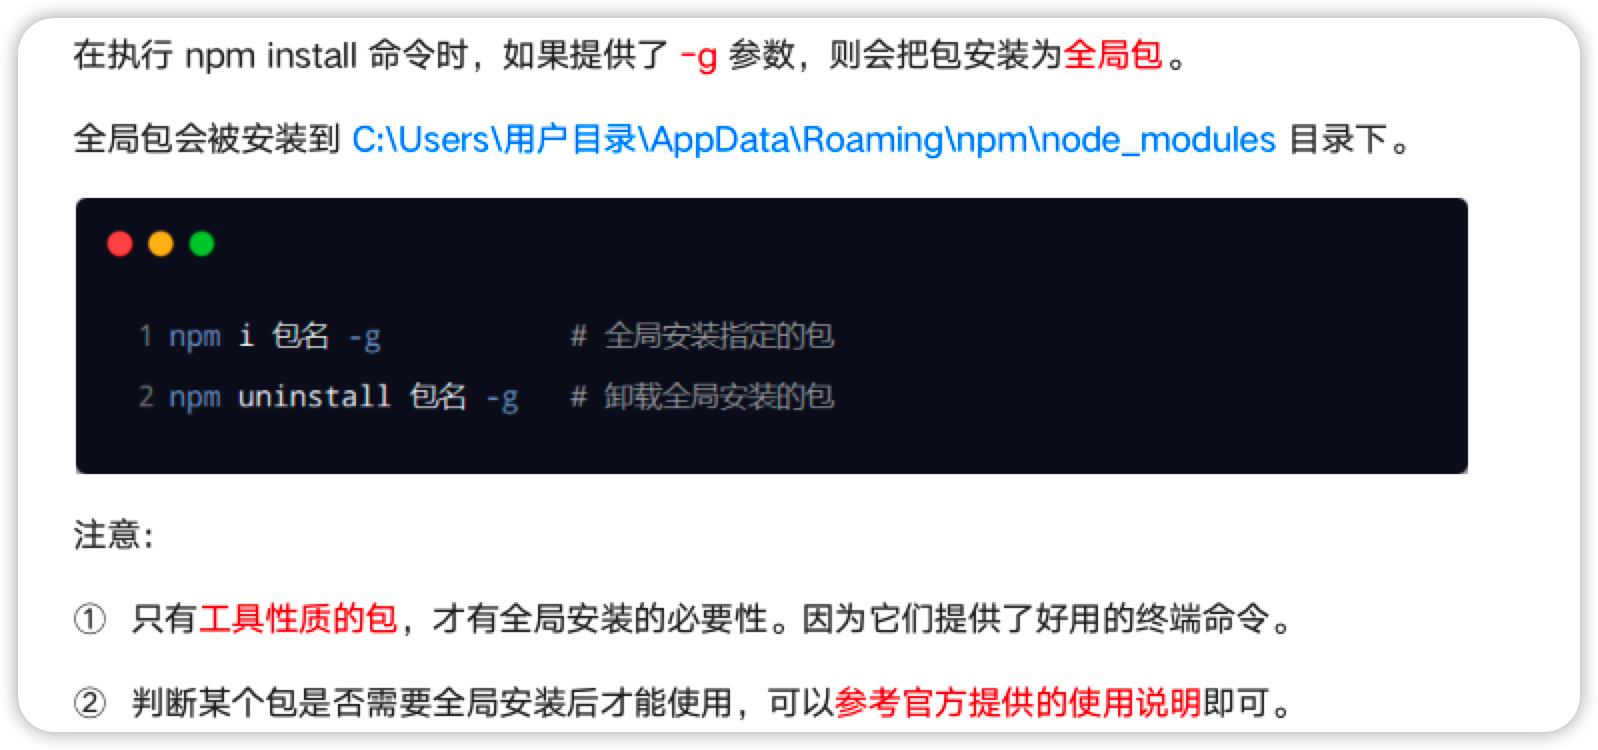 在执行 npm install 命令时，如果提供了 -g 参数，则会把包安装为全局包。
全局包会被安装到 C:\Users\用户目录\AppData\Roaming\npm\node_modules 目录下。
1 npm i 包名 -g # 全局安装指定的包
2 npm uninstall 包名 -g # 卸载全局安装的包
注意：
① 只有工具性质的包，才有全局安装的必要性。因为它们提供了好用的终端命令。
② 判断某个包是否需要全局安装后才能使用，可以参考官方提供的使用说明即可。